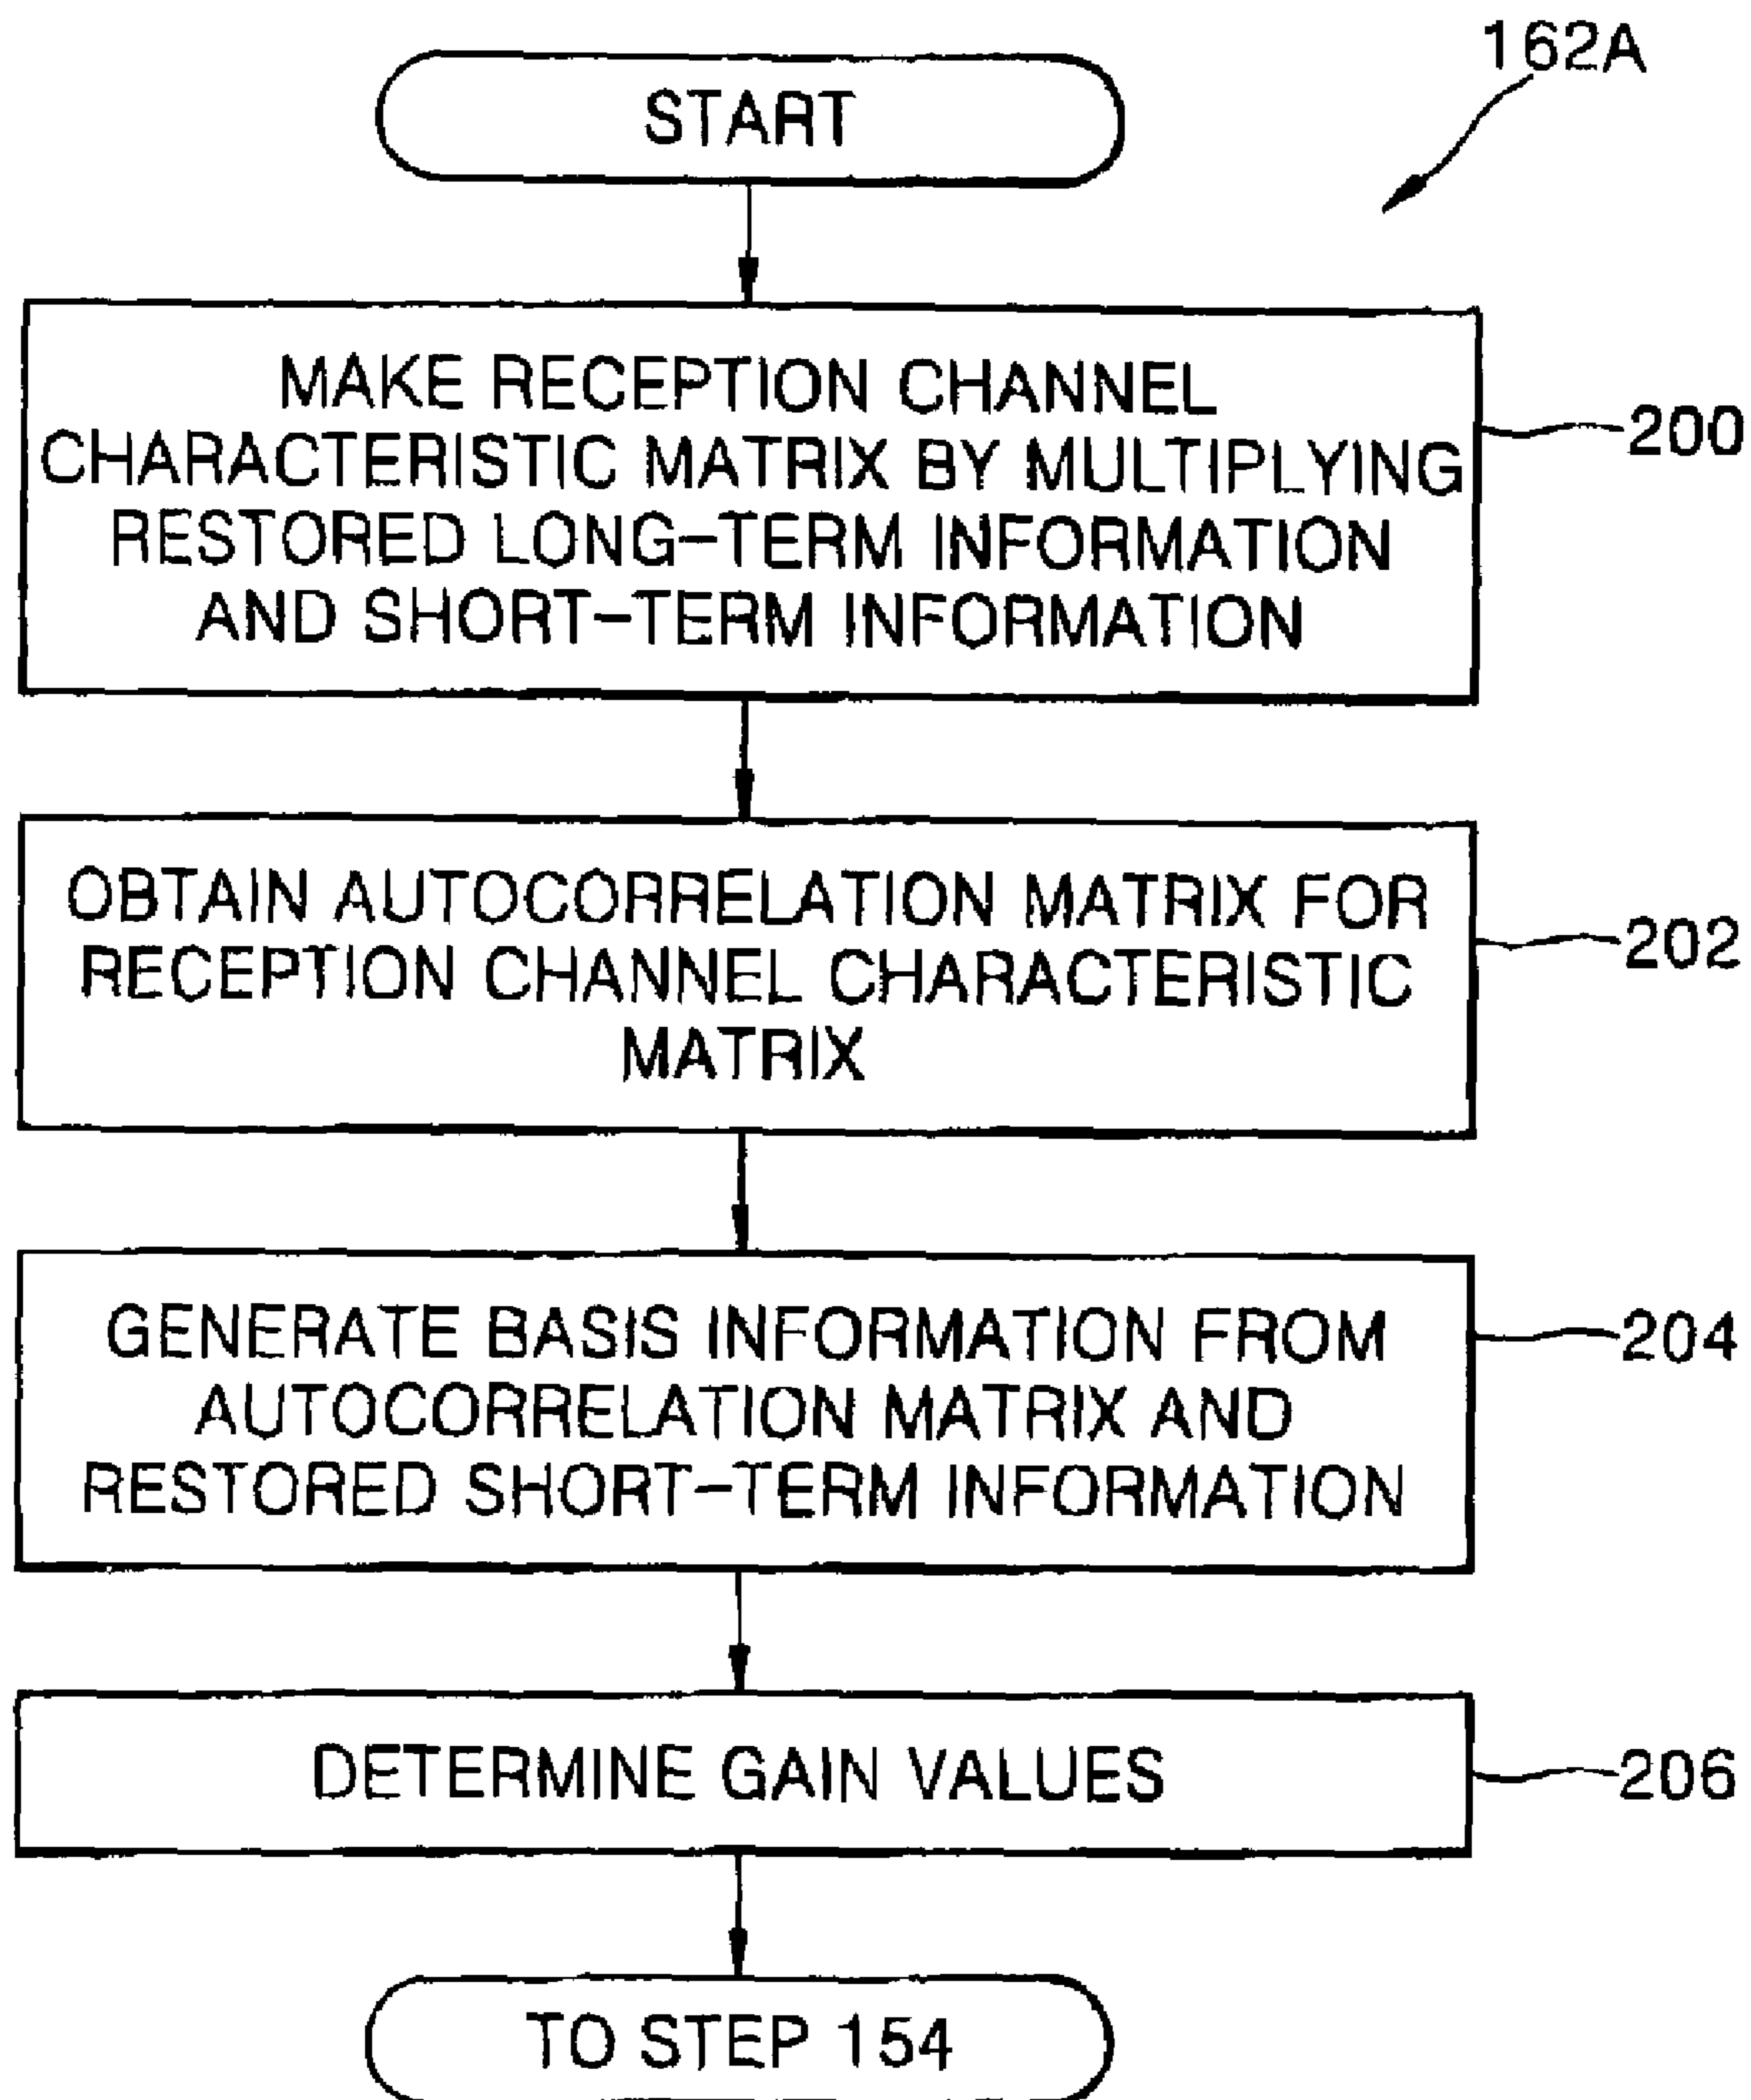 162A
START
MAKE RECEPTION CHANNEL
CHARACTERISTIC MATRIX BY MULTIPLYING
RESTORED LONG-TERM INFORMATION
AND SHORT-TERM INFORMATION
200
OBTAIN AUTOCORRELATION MATRIX FOR
RECEPTION CHANNEL CHARACTERISTIC
MATRIX
202
GENERATE BASIS INFORMATION FROM
AUTOCORRELATION MATRIX AND
RESTORED SHORT-TERM INFORMATION
204
DETERMINE GAIN VALUES
206
TO STEP 154